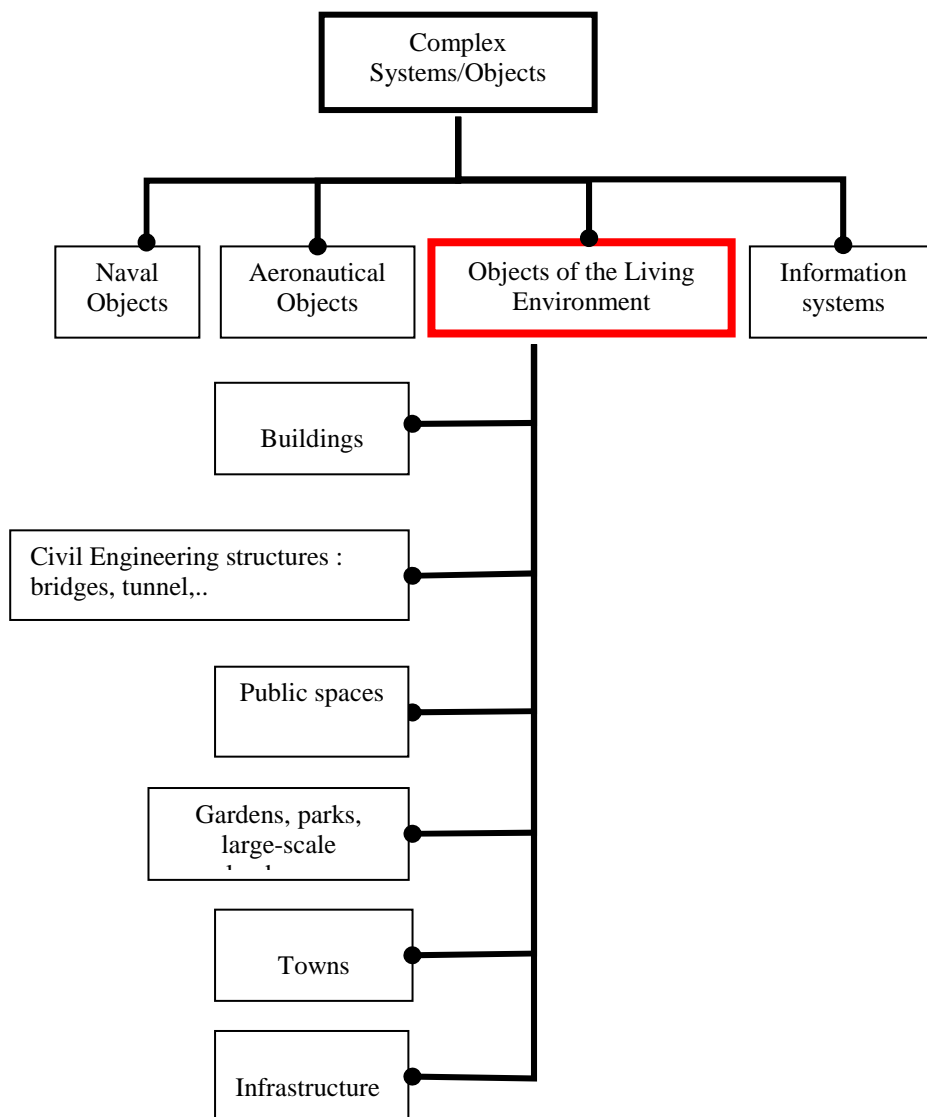 Complex
Systems/Objects
Naval
Objects
Aeronautical
Objects
Objects of the Living
Environment
Information
systems
Buildings
Civil Engineering structures :
bridges, tunnel,..
Public spaces
Gardens, parks,
large-scale
Towns
Infrastructure